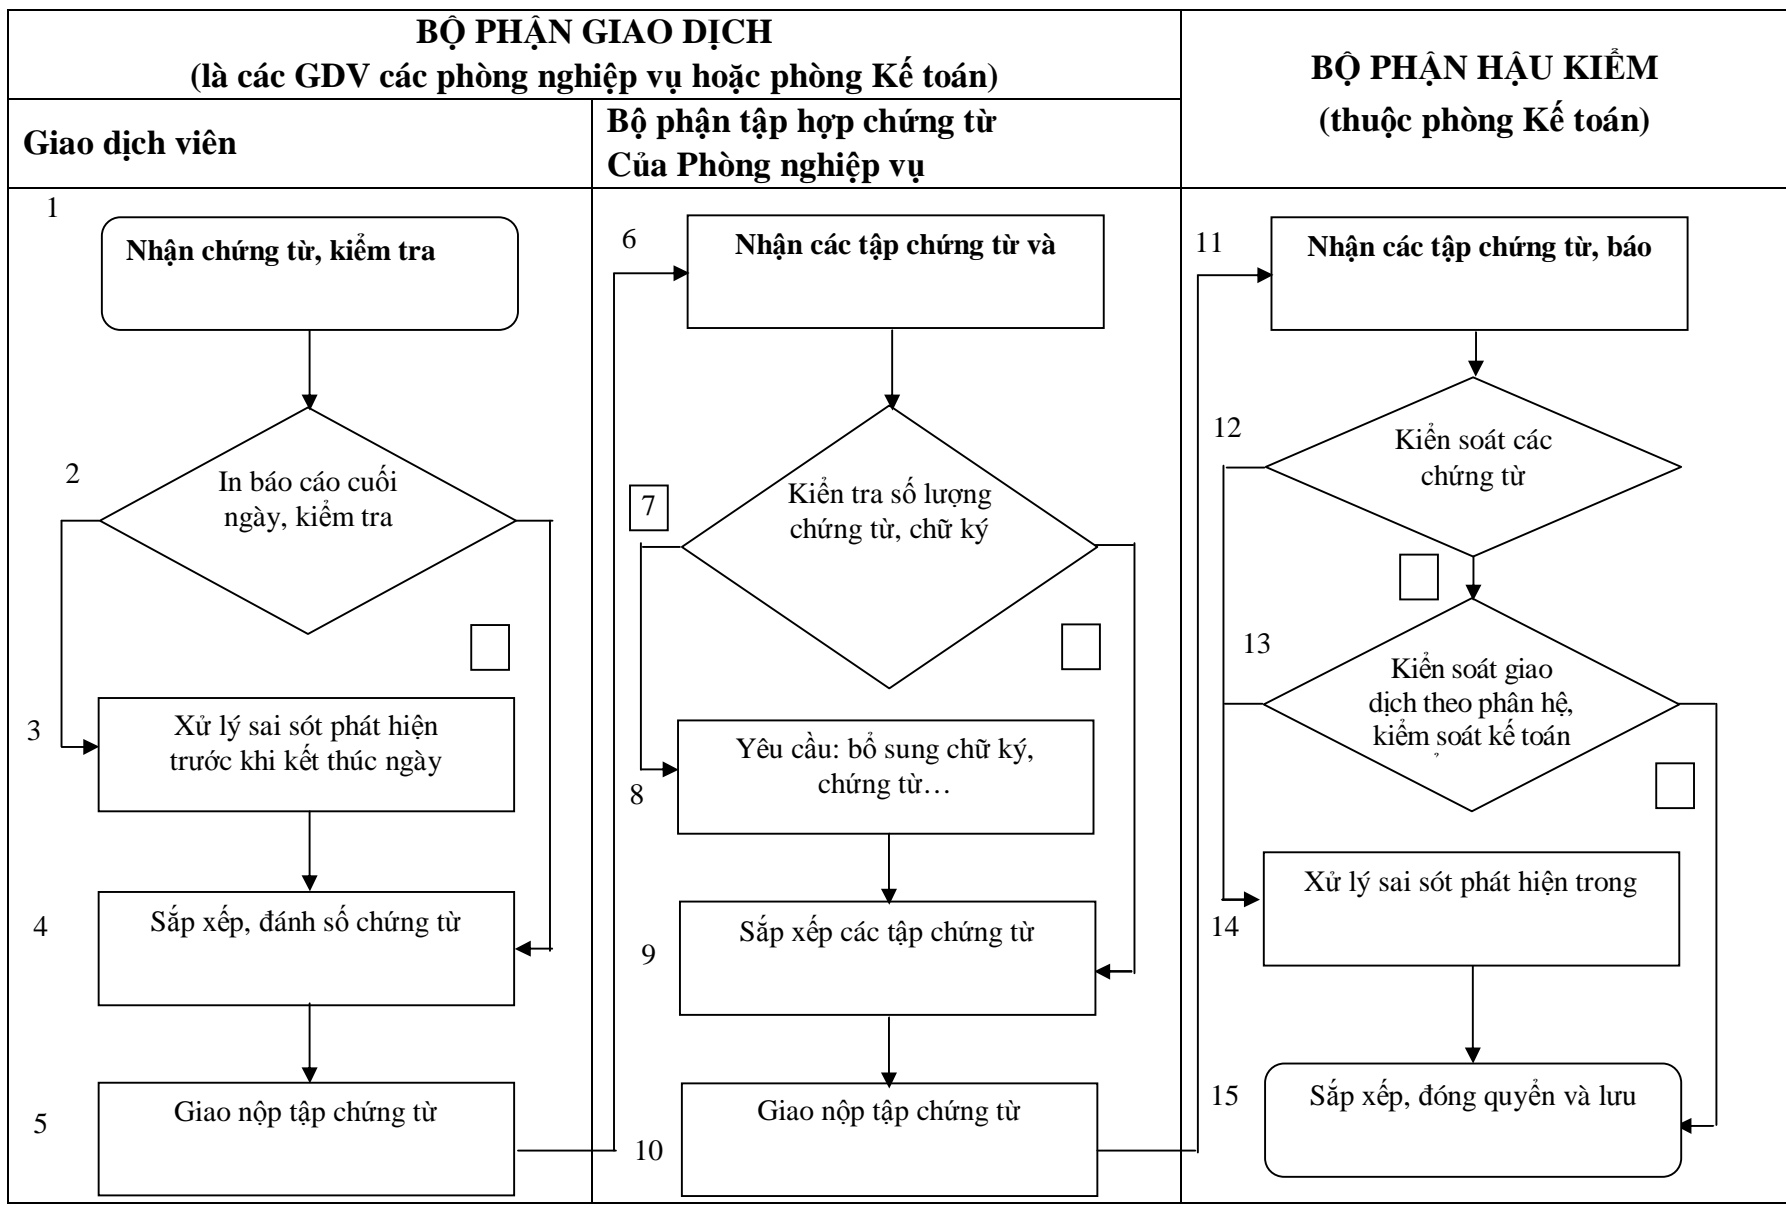 BỘ PHẬN GIAO DỊCH
(là các GDV các phòng nghiệp vụ hoặc phòng Kế toán)
BỘ PHẬN HẬU KIỂM
(thuộc phòng Kế toán)
Giao dịch viên
Bộ phận tập hợp chứng từ
Của Phòng nghiệp vụ
1
Nhận chứng từ, kiểm tra
2
In báo cáo cuối
ngày, kiểm tra
3
Xử lý sai sót phát hiện
trước khi kết thúc ngày
4
Sắp xếp, đánh số chứng từ
5
Giao nộp tập chứng từ
6
Nhận các tập chứng từ và
7
Kiển tra số lượng
chứng từ, chữ ký
8
Yêu cầu: bổ sung chữ ký,
chứng từ…
9
Sắp xếp các tập chứng từ
10
Giao nộp tập chứng từ
11
Nhận các tập chứng từ, báo
12
Kiển soát các
chứng từ
13
Kiển soát giao
dịch theo phân hệ,
kiểm soát kế toán
14
Xử lý sai sót phát hiện trong
15
Sắp xếp, đóng quyển và lưu